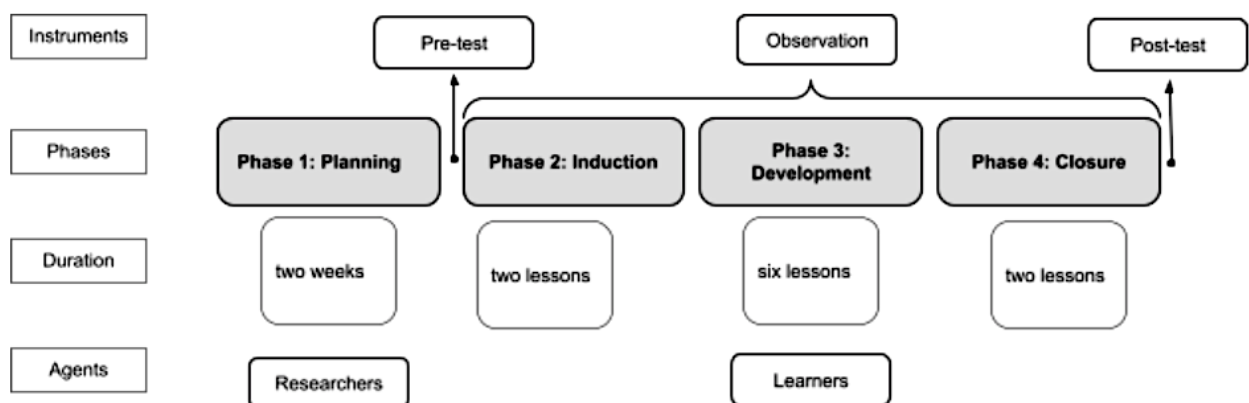 Instruments
Pre-test
Observation
Post-test
Phases
Phase 1: Planning
Phase 2: Induction
Phase 3:
Development
Phase 4: Closure
Duration
two weeks
two lessons
six lessons
two lessons
Agents
Researchers
Learners